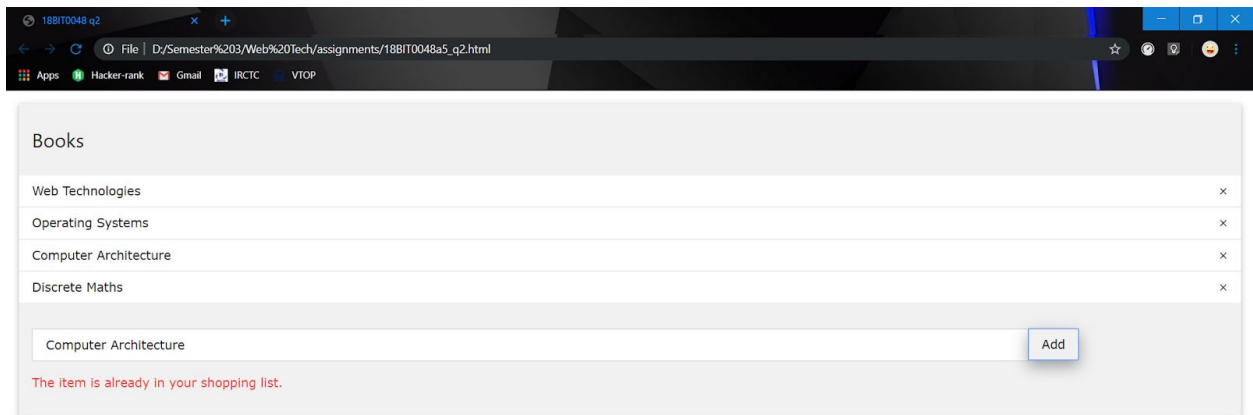 18BIT0048 q2
File | D:/Semester%203/Web%20Tech/assignments/18BIT0048a5_q2.html
Apps Hacker-rank Gmail IRCTC VTOP
Books
Web Technologies ×
Operating Systems ×
Computer Architecture ×
Discrete Maths ×
Computer Architecture Add
The item is already in your shopping list.